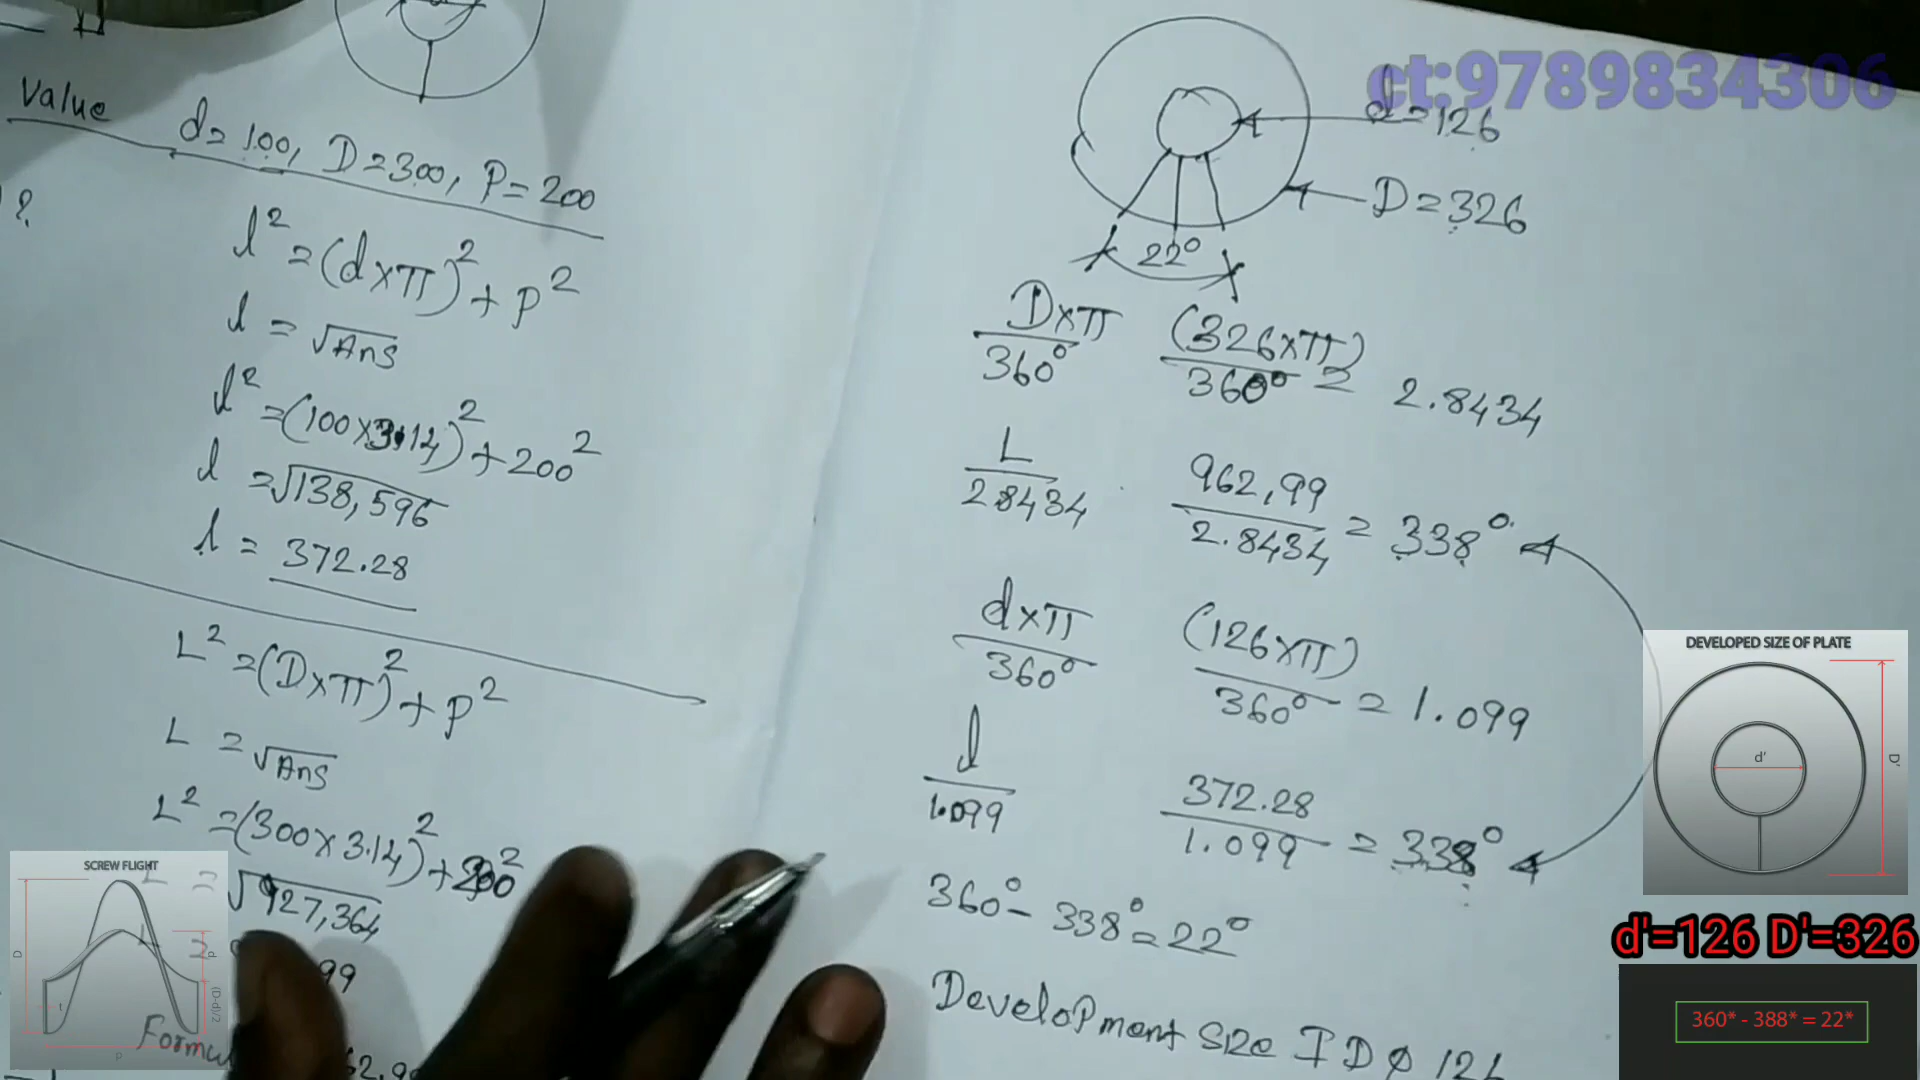 Value
d=100, D=300, P=200
?
l²=(d×π)²+p²
l = √Ans
l²=(100×3.14)²+200²
l =√138,596
l = 372.28
L²=(D×π)²+p²
L =√Ans
L²=(300×3.14)²+200²
√927,364
99
Formu
62.9
ct:9789834306
d=126
D=326
22°
D×π/360° (326×π)/360° = 2.8434
L/2.8434 962,99/2.8434 = 338°
d×π/360° (126×π)/360° = 1.099
l/1.099 372.28/1.099 = 338°
360°- 338°=22°
Development Size ID Ø 126
SCREW FLIGHT
D
d
t
(D-d)/2
p
DEVELOPED SIZE OF PLATE
d'
D'
d'=126 D'=326
360* - 388* = 22*